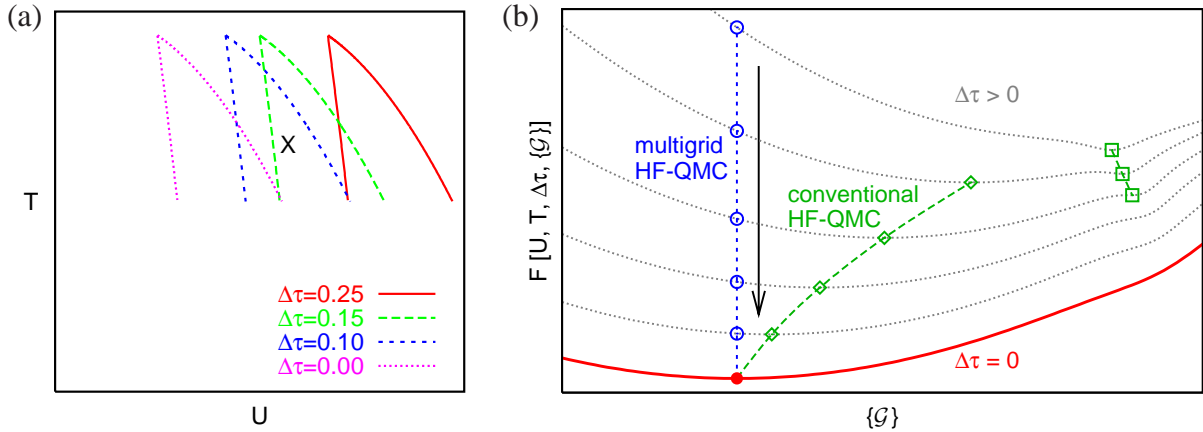 (a)
T
X
Δτ=0.25
Δτ=0.15
Δτ=0.10
Δτ=0.00
U
(b)
F [U, T, Δτ, {𝒢}]
multigrid
HF-QMC
conventional
HF-QMC
Δτ > 0
Δτ = 0
{𝒢}